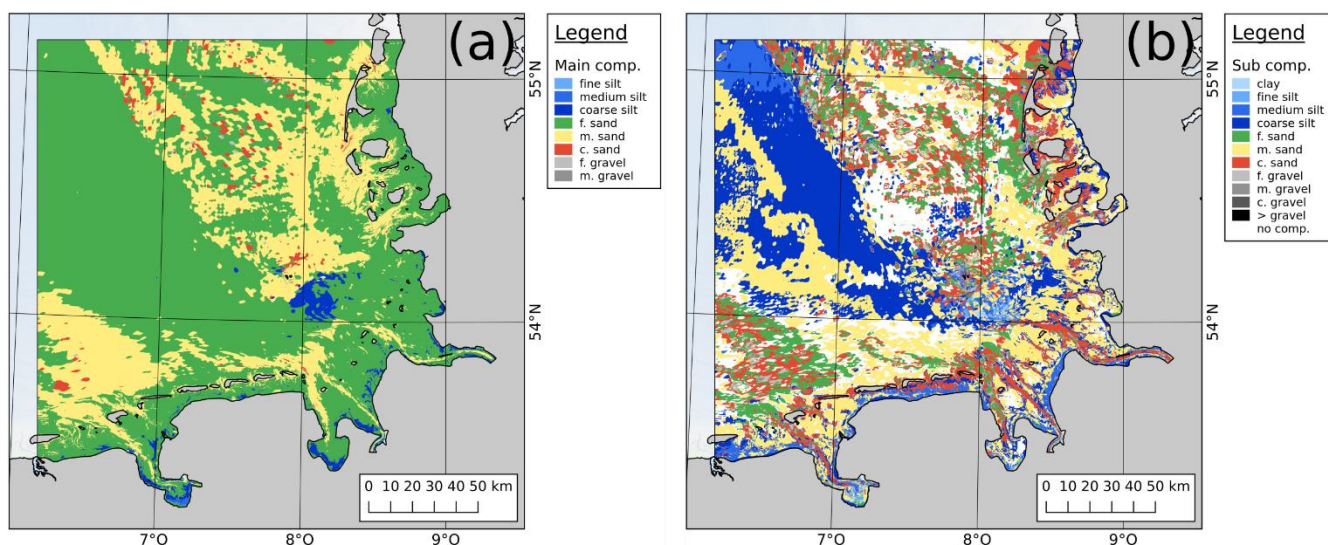 (a)
Legend
Main comp.
fine silt
medium silt
coarse silt
f. sand
m. sand
c. sand
f. gravel
m. gravel
55°N
54°N
0 10 20 30 40 50 km
7°O
8°O
9°O
(b)
Legend
Sub comp.
clay
fine silt
medium silt
coarse silt
f. sand
m. sand
c. sand
f. gravel
m. gravel
c. gravel
> gravel
no comp.
55°N
54°N
0 10 20 30 40 50 km
7°O
8°O
9°O